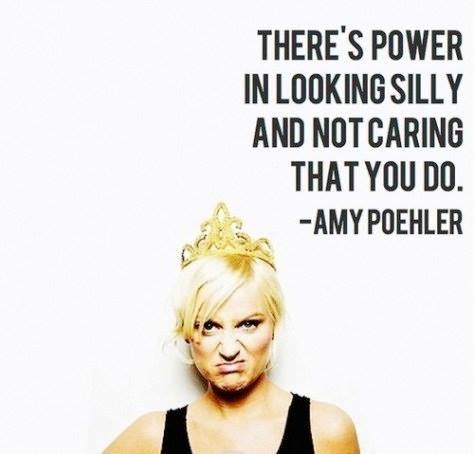 THERE'S POWER
IN LOOKING SILLY
AND NOT CARING
THAT YOU DO.
-AMY POEHLER